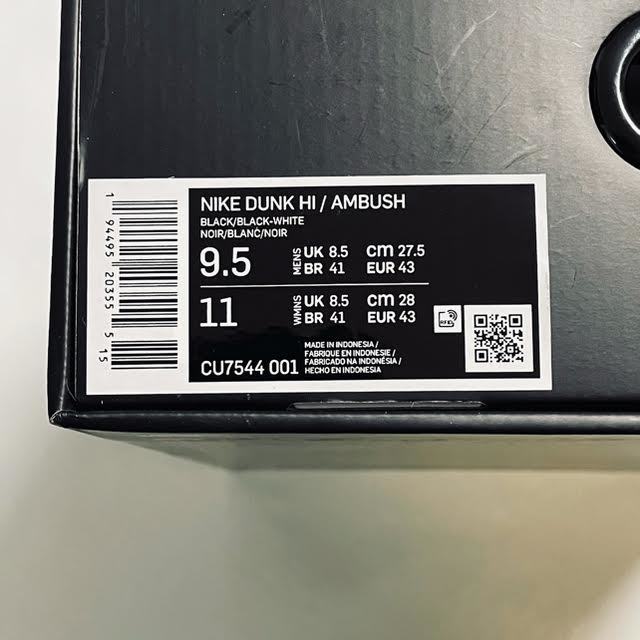 NIKE DUNK HI / AMBUSH
BLACK/BLACK-WHITE
NOIR/BLANC/NOIR
9.5 MENS UK 8.5 CM 27.5
BR 41 EUR 43
11 WMNS UK 8.5 CM 28
BR 41 EUR 43
RFID
CU7544 001
MADE IN INDONESIA /
FABRIQUE EN INDONESIE /
FABRICADO NA INDONÉSIA /
HECHO EN INDONESIA
1 94495 20355 5 15